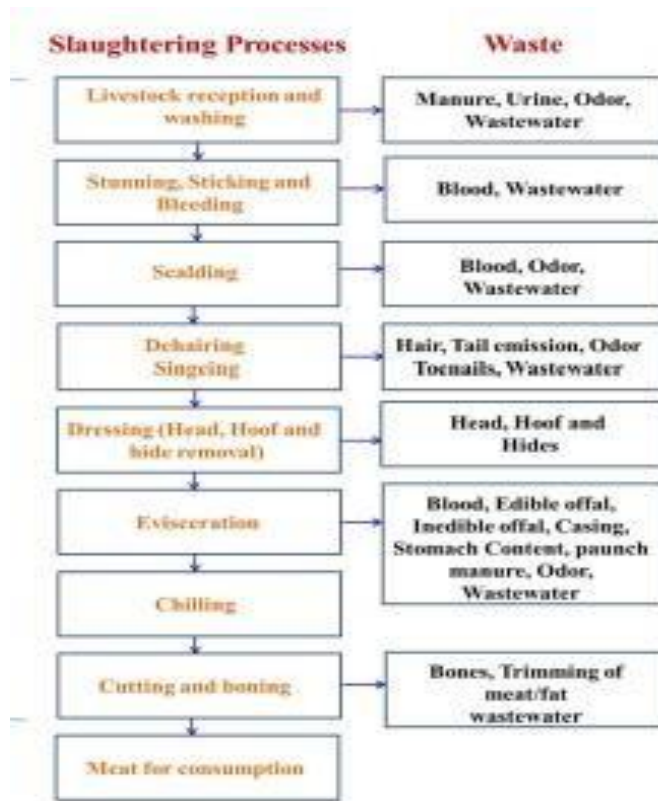 Slaughtering Processes
Waste
Livestock reception and
washing
Manure, Urine, Odor,
Wastewater
Stunning, Sticking and
Bleeding
Blood, Wastewater
Scalding
Blood, Odor,
Wastewater
Dehairing
Singeing
Hair, Tail emission, Odor
Toenails, Wastewater
Dressing (Head, Hoof and
hide removal)
Head, Hoof and
Hides
Evisceration
Blood, Edible offal,
Inedible offal, Casing,
Stomach Content, paunch
manure, Odor,
Wastewater
Chilling
Cutting and boning
Bones, Trimming of
meat/fat
wastewater
Meat for consumption